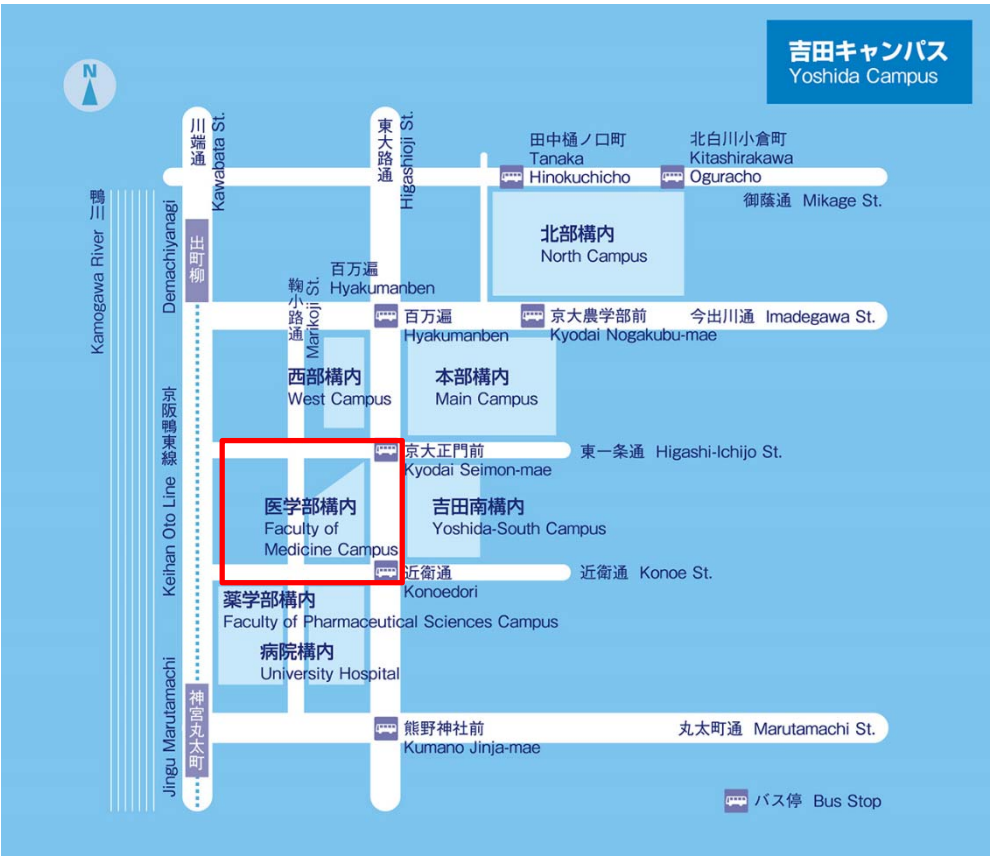 吉田キャンパス
Yoshida Campus
N
川端通
Kawabata St.
東大路通
Higashioji St.
田中樋ノ口町
Tanaka
Hinokuchicho
北白川小倉町
Kitashirakawa
Oguracho
御蔭通 Mikage St.
鴨川
Kamogawa River
Demachiyanagi
出町柳
北部構内
North Campus
百万遍
Hyakumanben
鞠小路通
Marikoji St.
百万遍
Hyakumanben
京大農学部前
Kyodai Nogakubu-mae
今出川通 Imadegawa St.
西部構内
West Campus
本部構内
Main Campus
京阪鴨東線
Keihan Oto Line
京大正門前
Kyodai Seimon-mae
東一条通 Higashi-Ichijo St.
医学部構内
Faculty of
Medicine Campus
吉田南構内
Yoshida-South Campus
近衛通
Konoedori
近衛通 Konoe St.
薬学部構内
Faculty of Pharmaceutical Sciences Campus
病院構内
University Hospital
Jingu Marutamachi
神宮丸太町
熊野神社前
Kumano Jinja-mae
丸太町通 Marutamachi St.
バス停 Bus Stop